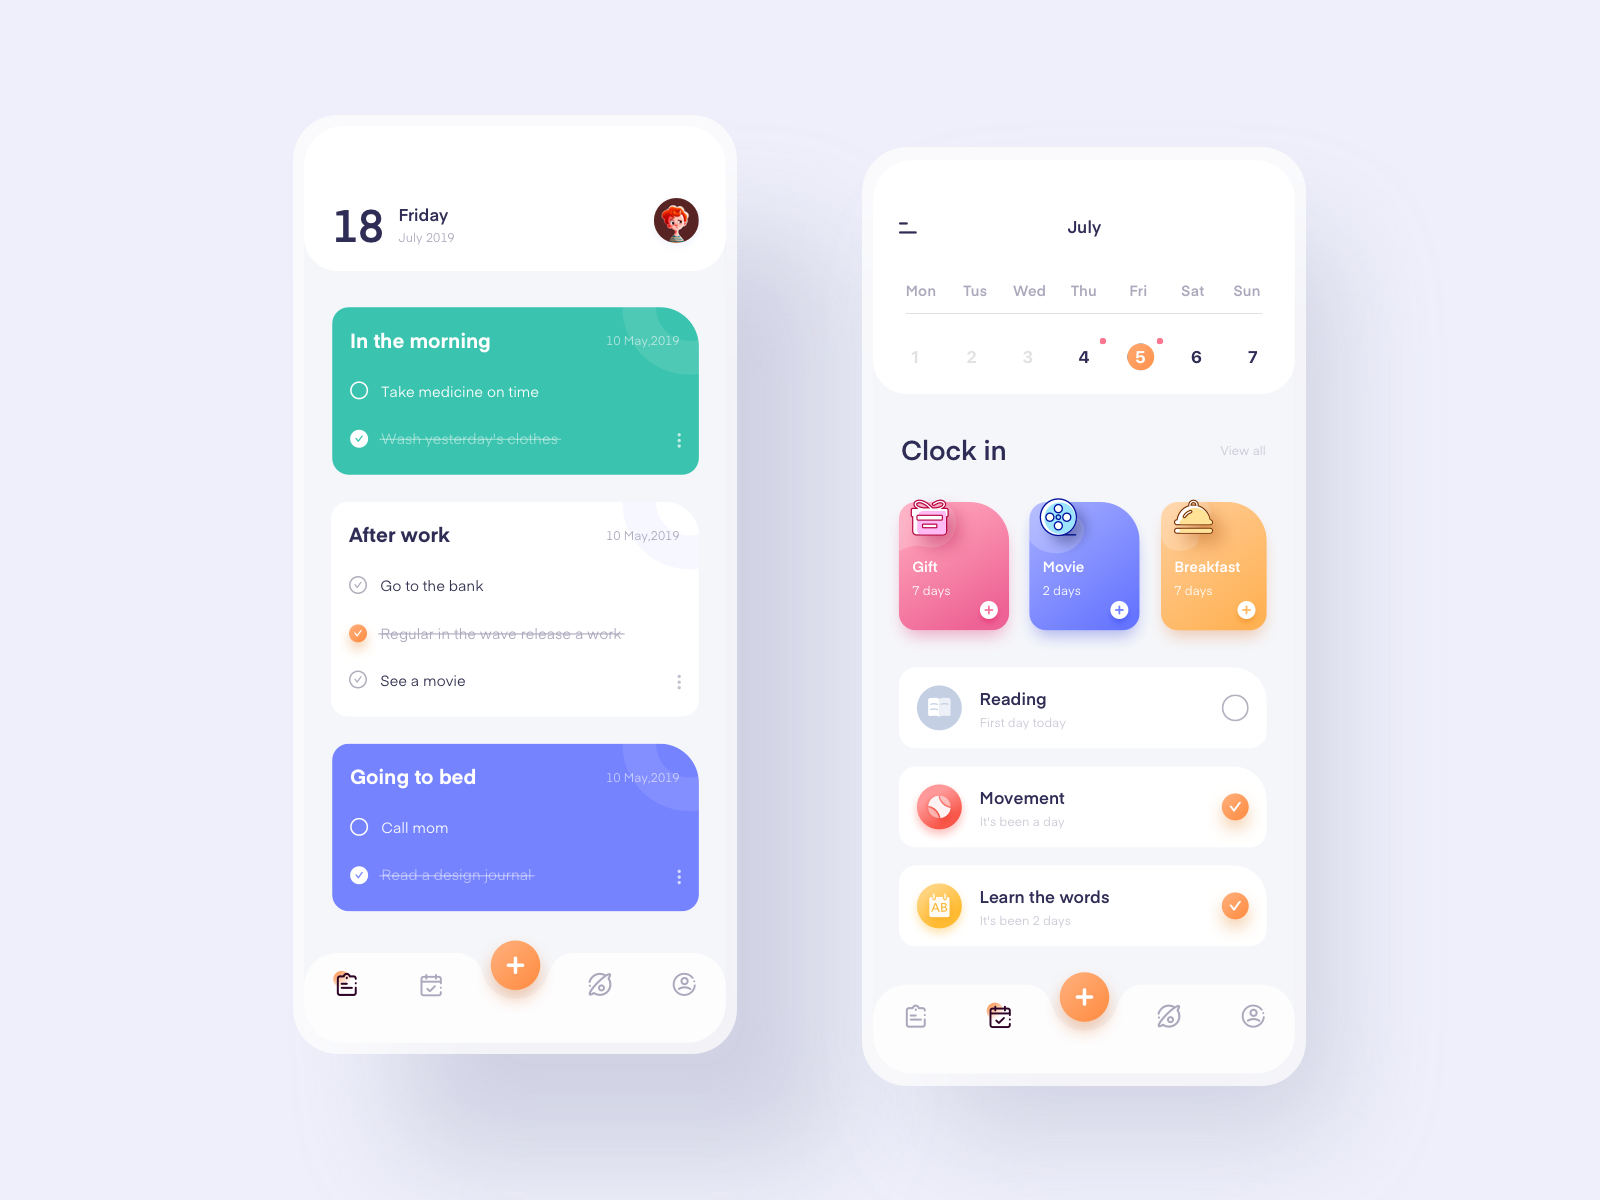 18
Friday
July 2019
In the morning
10 May,2019
Take medicine on time
Wash yesterday's clothes
After work
10 May,2019
Go to the bank
Regular in the wave release a work
See a movie
Going to bed
10 May,2019
Call mom
Read a design journal
July
Mon Tus Wed Thu Fri Sat Sun
1 2 3 4 5 6 7
Clock in
View all
Gift
7 days
Movie
2 days
Breakfast
7 days
Reading
First day today
Movement
It's been a day
AB
Learn the words
It's been 2 days